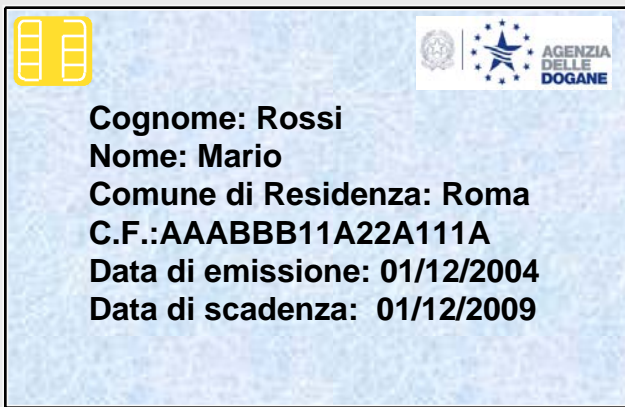 AGENZIA
DELLE
DOGANE
Cognome: Rossi
Nome: Mario
Comune di Residenza: Roma
C.F.:AAABBB11A22A111A
Data di emissione: 01/12/2004
Data di scadenza: 01/12/2009